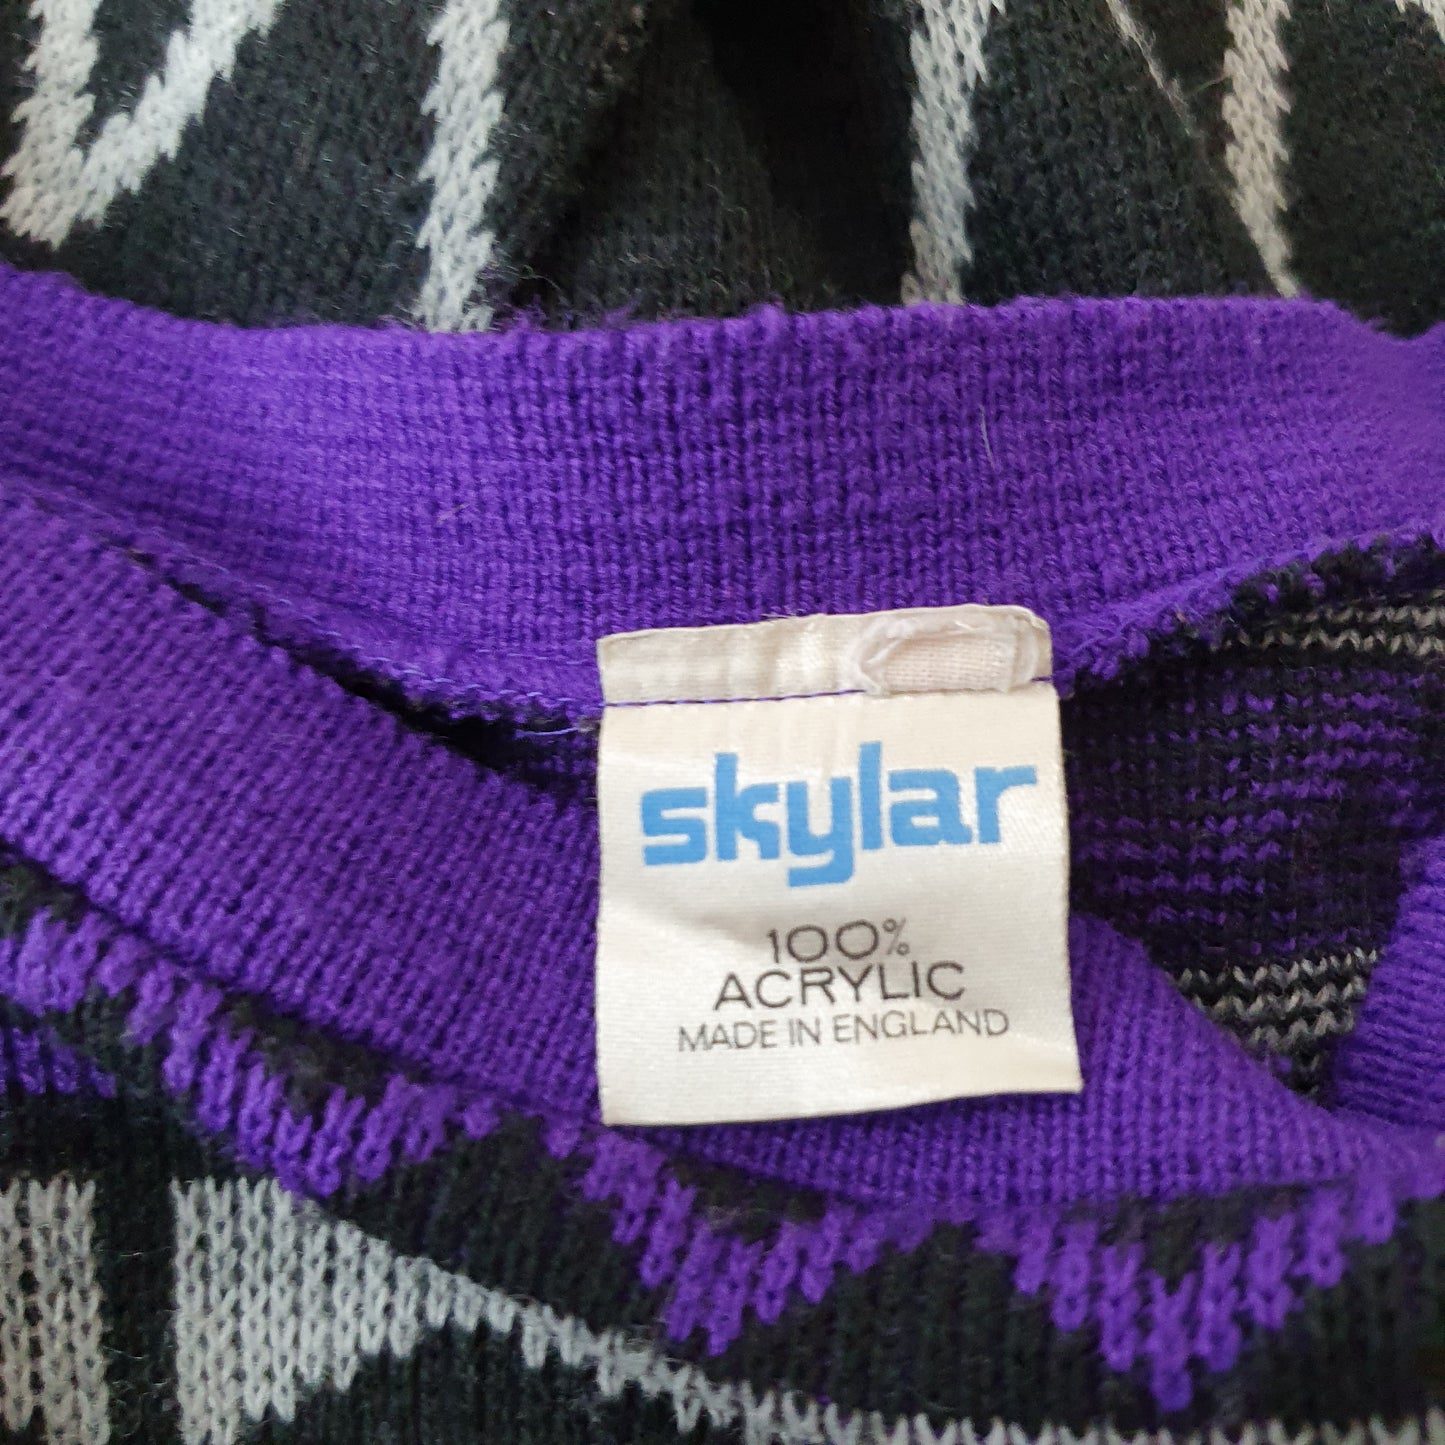 skylar
100%
ACRYLIC
MADE IN ENGLAND